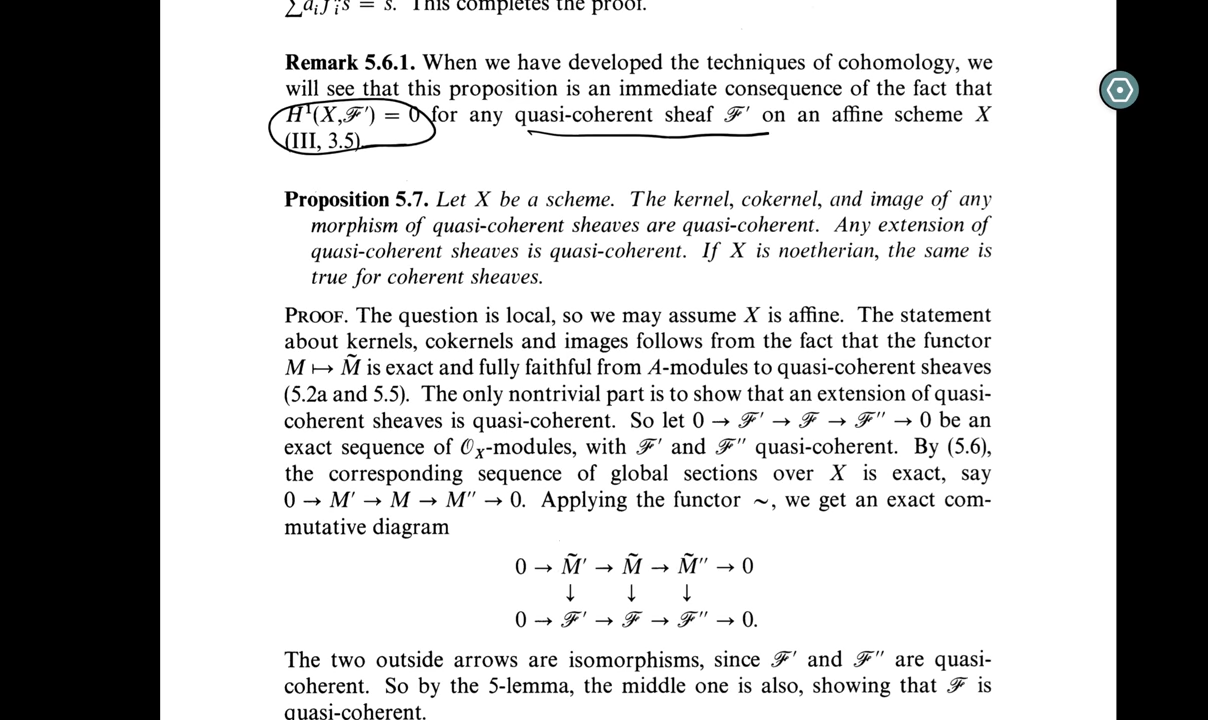 ∑aᵢfᵢⁿs = s. This completes the proof.
Remark 5.6.1. When we have developed the techniques of cohomology, we
will see that this proposition is an immediate consequence of the fact that
H¹(X,ℱ′) = 0 for any quasi-coherent sheaf ℱ′ on an affine scheme X
(III, 3.5).
Proposition 5.7. Let X be a scheme. The kernel, cokernel, and image of any
morphism of quasi-coherent sheaves are quasi-coherent. Any extension of
quasi-coherent sheaves is quasi-coherent. If X is noetherian, the same is
true for coherent sheaves.
PROOF. The question is local, so we may assume X is affine. The statement
about kernels, cokernels and images follows from the fact that the functor
M ↦ M̃ is exact and fully faithful from A-modules to quasi-coherent sheaves
(5.2a and 5.5). The only nontrivial part is to show that an extension of quasi-
coherent sheaves is quasi-coherent. So let 0 → ℱ′ → ℱ → ℱ″ → 0 be an
exact sequence of 𝒪_X-modules, with ℱ′ and ℱ″ quasi-coherent. By (5.6),
the corresponding sequence of global sections over X is exact, say
0 → M′ → M → M″ → 0. Applying the functor ~, we get an exact com-
mutative diagram
0 → M̃′ → M̃ → M̃″ → 0
↓ ↓ ↓
0 → ℱ′ → ℱ → ℱ″ → 0.
The two outside arrows are isomorphisms, since ℱ′ and ℱ″ are quasi-
coherent. So by the 5-lemma, the middle one is also, showing that ℱ is
quasi-coherent.